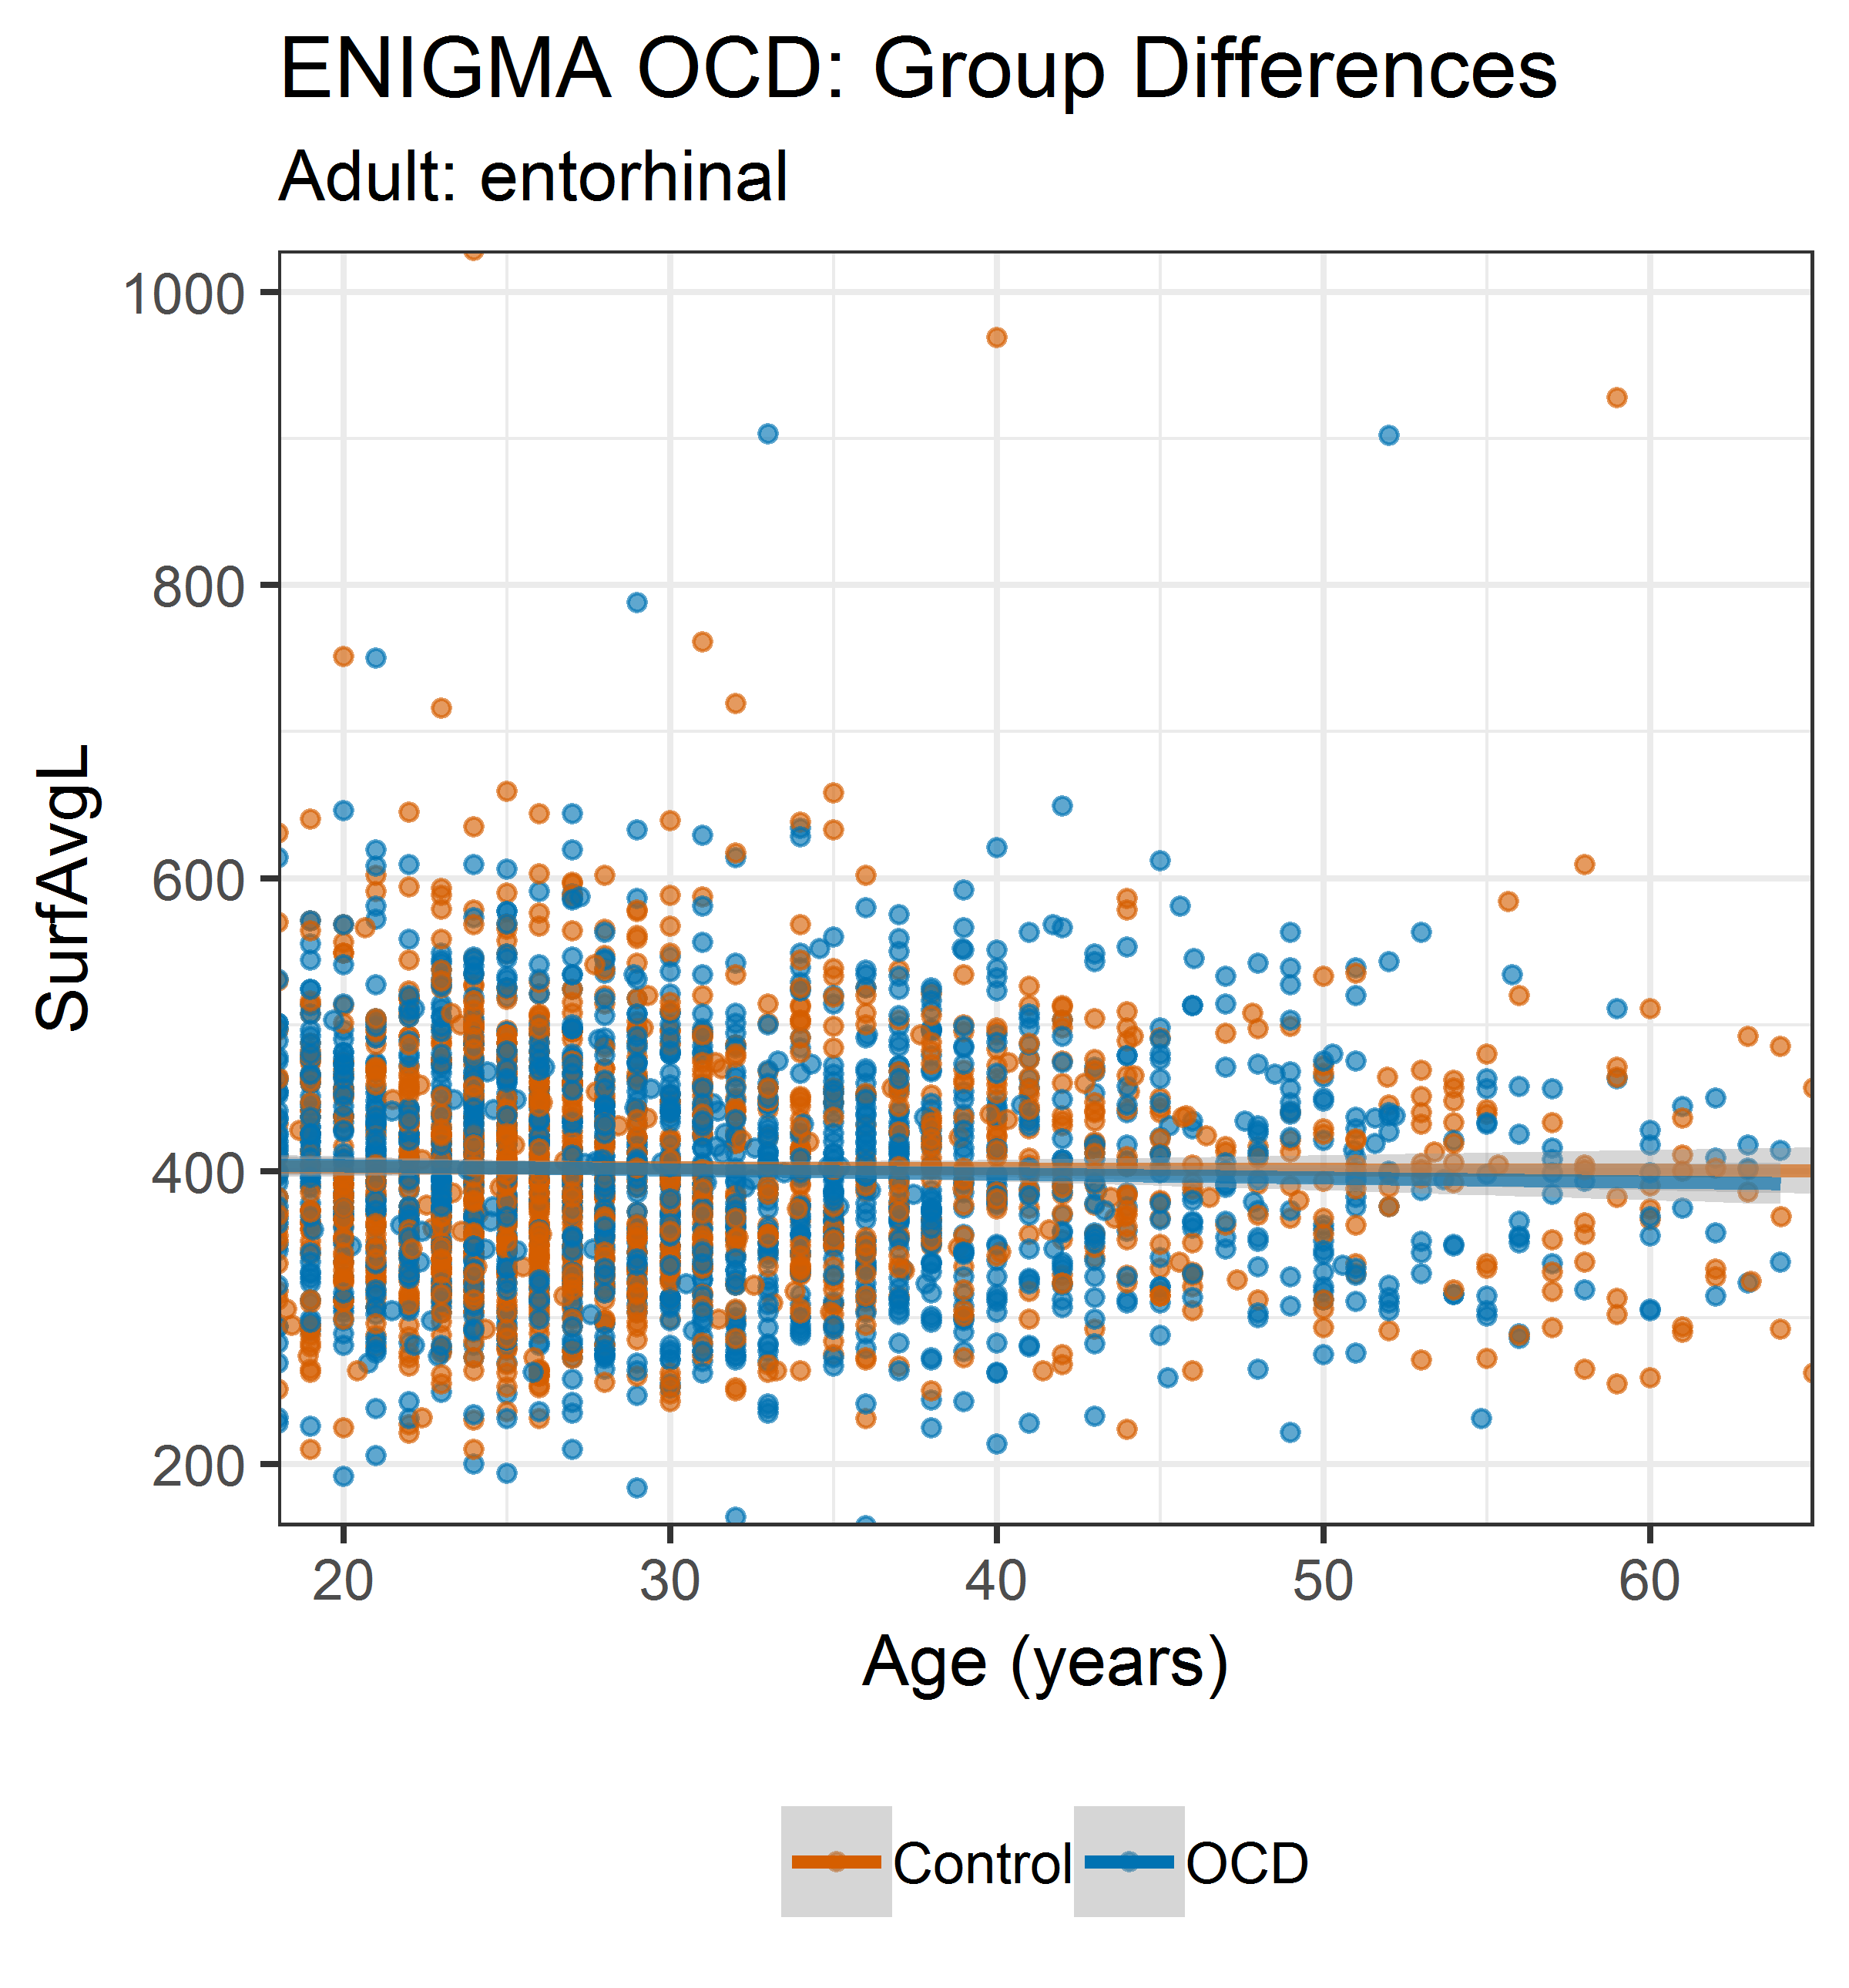 ENIGMA OCD: Group Differences
Adult: entorhinal
SurfAvgL
1000
800
600
400
200
20 30 40 50 60
Age (years)
Control OCD